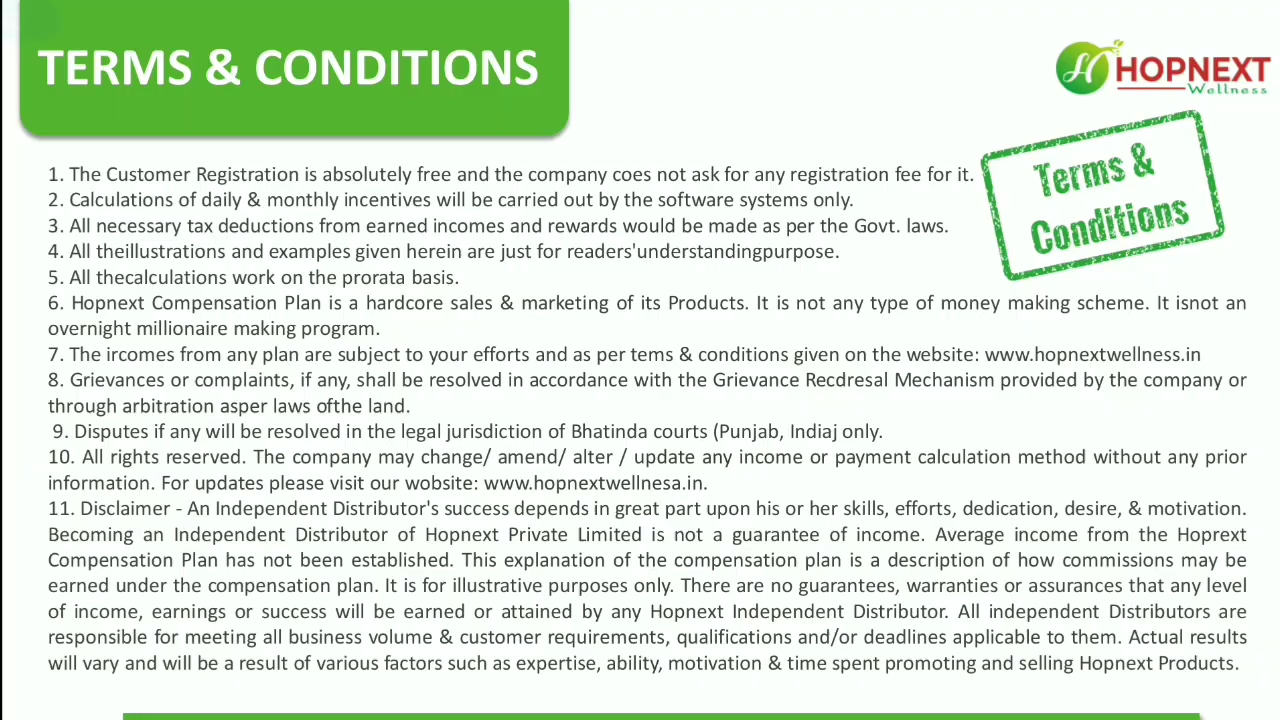 TERMS & CONDITIONS
HOPNEXT
Wellness
Terms &
Conditions
1. The Customer Registration is absolutely free and the company coes not ask for any registration fee for it.
2. Calculations of daily & monthly incentives will be carried out by the software systems only.
3. All necessary tax deductions from earned incomes and rewards would be made as per the Govt. laws.
4. All theillustrations and examples given herein are just for readers'understandingpurpose.
5. All thecalculations work on the prorata basis.
6. Hopnext Compensation Plan is a hardcore sales & marketing of its Products. It is not any type of money making scheme. It isnot an
overnight millionaire making program.
7. The ircomes from any plan are subject to your efforts and as per tems & conditions given on the website: www.hopnextwellness.in
8. Grievances or complaints, if any, shall be resolved in accordance with the Grievance Recdresal Mechanism provided by the company or
through arbitration asper laws ofthe land.
9. Disputes if any will be resolved in the legal jurisdiction of Bhatinda courts (Punjab, Indiaj only.
10. All rights reserved. The company may change/ amend/ alter / update any income or payment calculation method without any prior
information. For updates please visit our wobsite: www.hopnextwellnesa.in.
11. Disclaimer - An Independent Distributor's success depends in great part upon his or her skills, efforts, dedication, desire, & motivation.
Becoming an Independent Distributor of Hopnext Private Limited is not a guarantee of income. Average income from the Hoprext
Compensation Plan has not been established. This explanation of the compensation plan is a description of how commissions may be
earned under the compensation plan. It is for illustrative purposes only. There are no guarantees, warranties or assurances that any level
of income, earnings or success will be earned or attained by any Hopnext Independent Distributor. All independent Distributors are
responsible for meeting all business volume & customer requirements, qualifications and/or deadlines applicable to them. Actual results
will vary and will be a result of various factors such as expertise, ability, motivation & time spent promoting and selling Hopnext Products.